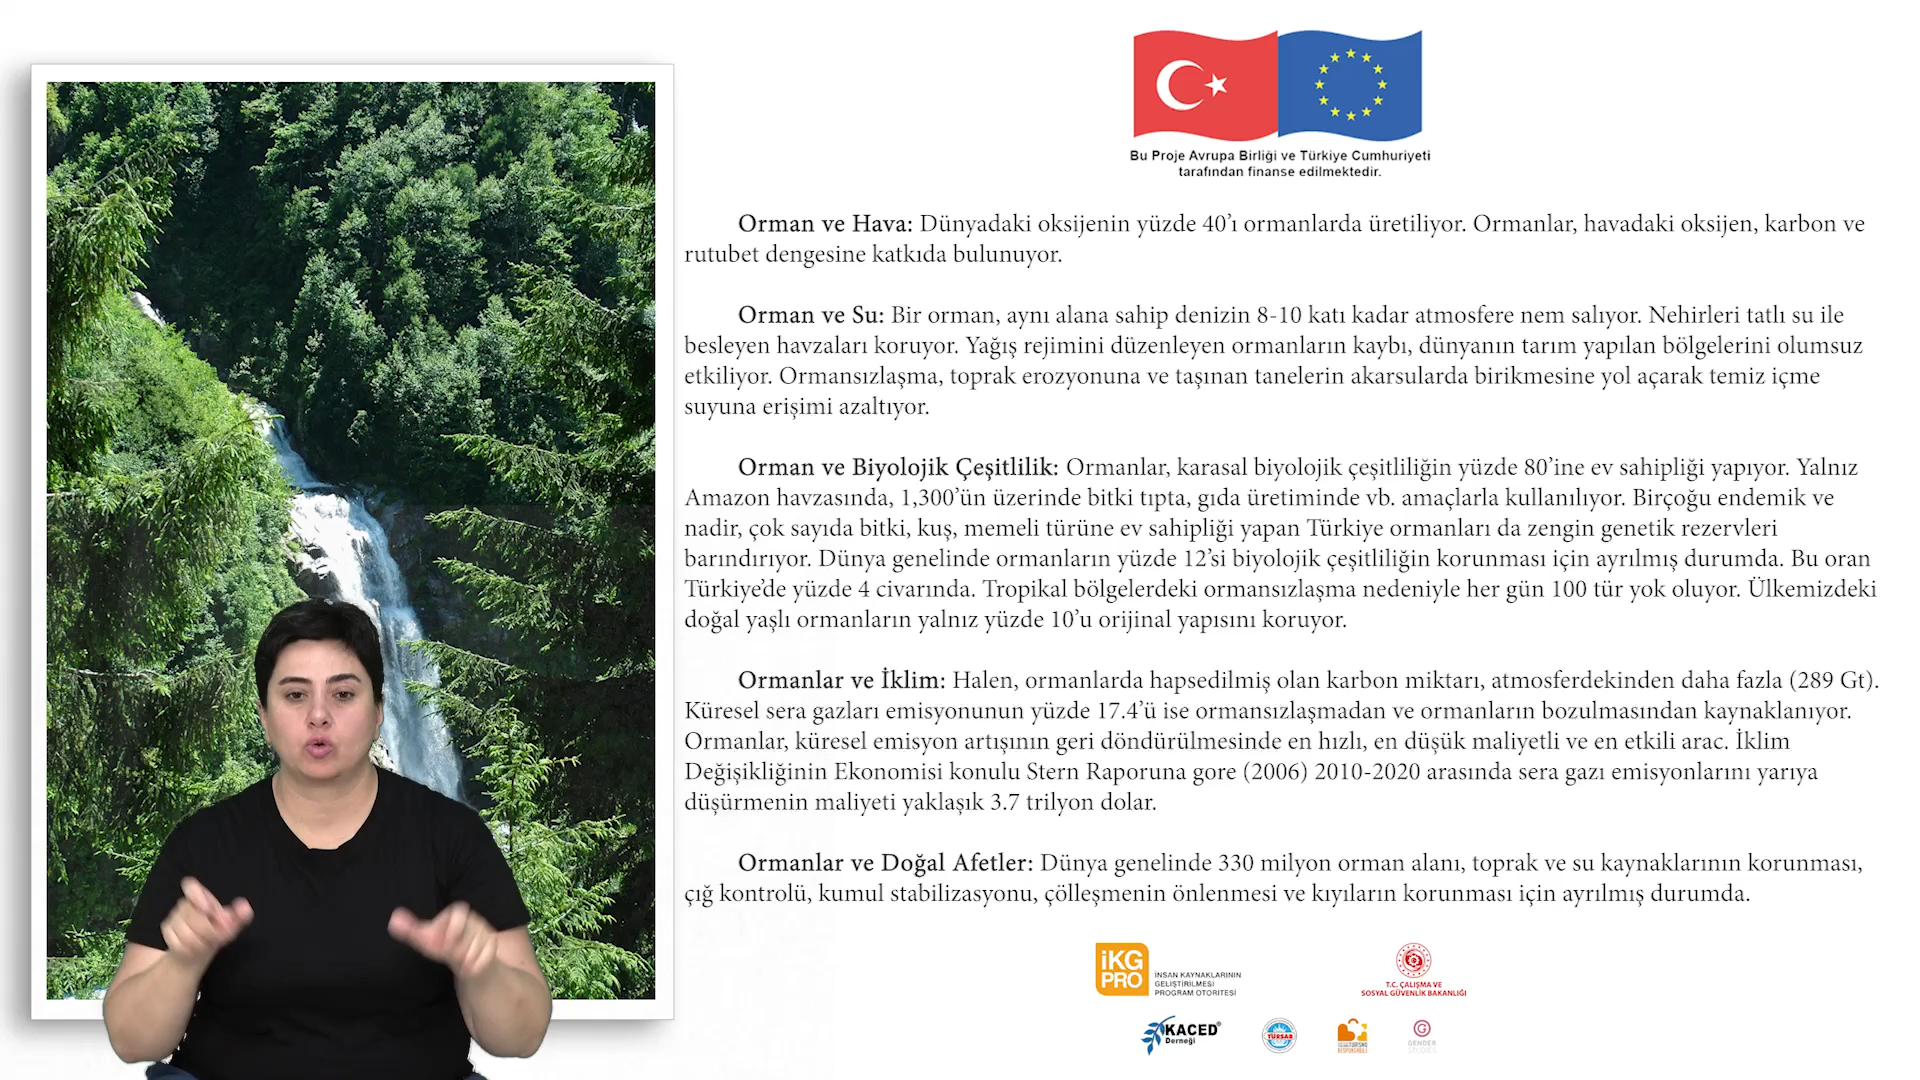 Bu Proje Avrupa Birliği ve Türkiye Cumhuriyeti
tarafından finanse edilmektedir.
Orman ve Hava: Dünyadaki oksijenin yüzde 40’ı ormanlarda üretiliyor. Ormanlar, havadaki oksijen, karbon ve
rutubet dengesine katkıda bulunuyor.
Orman ve Su: Bir orman, aynı alana sahip denizin 8-10 katı kadar atmosfere nem salıyor. Nehirleri tatlı su ile
besleyen havzaları koruyor. Yağış rejimini düzenleyen ormanların kaybı, dünyanın tarım yapılan bölgelerini olumsuz
etkiliyor. Ormansızlaşma, toprak erozyonuna ve taşınan tanelerin akarsularda birikmesine yol açarak temiz içme
suyuna erişimi azaltıyor.
Orman ve Biyolojik Çeşitlilik: Ormanlar, karasal biyolojik çeşitliliğin yüzde 80’ine ev sahipliği yapıyor. Yalnız
Amazon havzasında, 1,300’ün üzerinde bitki tıpta, gıda üretiminde vb. amaçlarla kullanılıyor. Birçoğu endemik ve
nadir, çok sayıda bitki, kuş, memeli türüne ev sahipliği yapan Türkiye ormanları da zengin genetik rezervleri
barındırıyor. Dünya genelinde ormanların yüzde 12’si biyolojik çeşitliliğin korunması için ayrılmış durumda. Bu oran
Türkiye’de yüzde 4 civarında. Tropikal bölgelerdeki ormansızlaşma nedeniyle her gün 100 tür yok oluyor. Ülkemizdeki
doğal yaşlı ormanların yalnız yüzde 10’u orijinal yapısını koruyor.
Ormanlar ve İklim: Halen, ormanlarda hapsedilmiş olan karbon miktarı, atmosferdekinden daha fazla (289 Gt).
Küresel sera gazları emisyonunun yüzde 17.4’ü ise ormansızlaşmadan ve ormanların bozulmasından kaynaklanıyor.
Ormanlar, küresel emisyon artışının geri döndürülmesinde en hızlı, en düşük maliyetli ve en etkili arac. İklim
Değişikliğinin Ekonomisi konulu Stern Raporuna gore (2006) 2010-2020 arasında sera gazı emisyonlarını yarıya
düşürmenin maliyeti yaklaşık 3.7 trilyon dolar.
Ormanlar ve Doğal Afetler: Dünya genelinde 330 milyon orman alanı, toprak ve su kaynaklarının korunması,
çığ kontrolü, kumul stabilizasyonu, çölleşmenin önlenmesi ve kıyıların korunması için ayrılmış durumda.
iKG
PRO
İNSAN KAYNAKLARININ
GELİŞTİRİLMESİ
PROGRAM OTORİTESİ
T.C. ÇALIŞMA VE
SOSYAL GÜVENLİK BAKANLIĞI
KACED®
Derneği
TÜRSAB
TURISMO
RESPONSABILE
G
GENDER
STUDIES